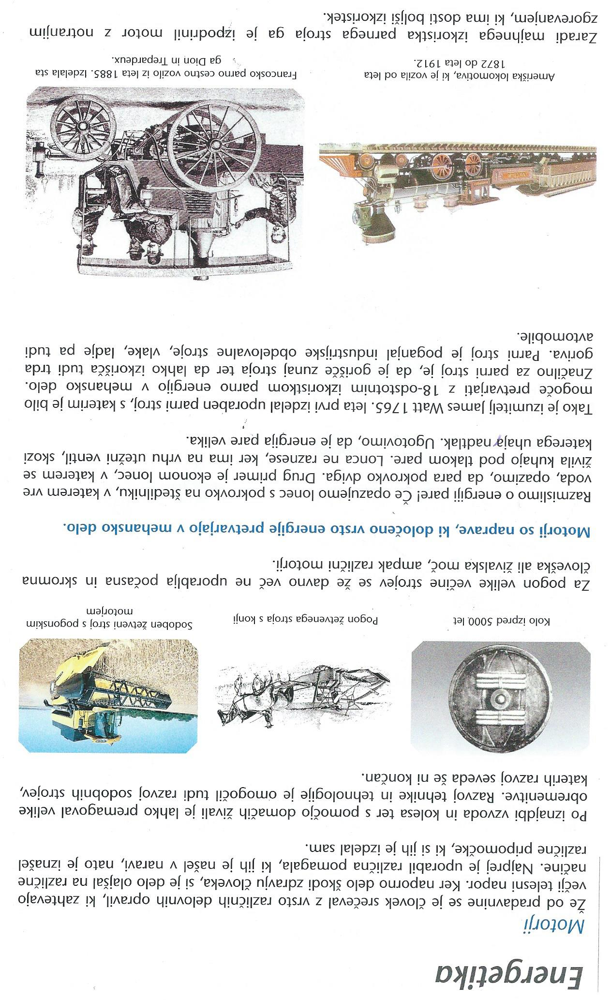 Energetika
Motorji
Že od pradavnine se je človek srečeval z vrsto različnih delovnih opravil, ki zahtevajo
večji telesni napor. Ker naporno delo škodi zdravju človeka, si je delo olajšal na različne
načine. Najprej je uporabil različna pomagala, ki jih je našel v naravi, nato je iznašel
različne pripomočke, ki si jih je izdelal sam.
Po iznajdbi vzvoda in kolesa ter s pomočjo domačih živali je lahko premagoval velike
obremenitve. Razvoj tehnike in tehnologije je omogočil tudi razvoj sodobnih strojev,
katerih razvoj seveda še ni končan.
Kolo izpred 5000 let
Pogon žetvenega stroja s konji
Sodoben žetveni stroj s pogonskim
motorjem
Za pogon velike večine strojev se že davno več ne uporablja počasna in skromna
človeška ali živalska moč, ampak različni motorji.
Motorji so naprave, ki določeno vrsto energije pretvarjajo v mehansko delo.
Razmislimo o energiji pare! Če opazujemo lonec s pokrovko na štedilniku, v katerem vre
voda, opazimo, da para pokrovko dviga. Drug primer je ekonom lonec, v katerem se
živila kuhajo pod tlakom pare. Lonca ne raznese, ker ima na vrhu utežni ventil, skozi
katerega uhaja nadtlak. Ugotovimo, da je energija pare velika.
Tako je izumitelj James Watt 1765. leta prvi izdelal uporaben parni stroj, s katerim je bilo
mogoče pretvarjati z 18-odstotnim izkoristkom parno energijo v mehansko delo.
Značilno za parni stroj je, da je gorišče zunaj stroja ter da lahko izkorišča tudi trda
goriva. Parni stroj je poganjal industrijske obdelovalne stroje, vlake, ladje pa tudi
avtomobile.
Ameriška lokomotiva, ki je vozila od leta
1872 do leta 1912.
Francosko parno cestno vozilo iz leta 1885. Izdelala sta
ga Dion in Trepardeux.
Zaradi majhnega izkoristka parnega stroja ga je izpodrinil motor z notranjim
zgorevanjem, ki ima dosti boljši izkoristek.